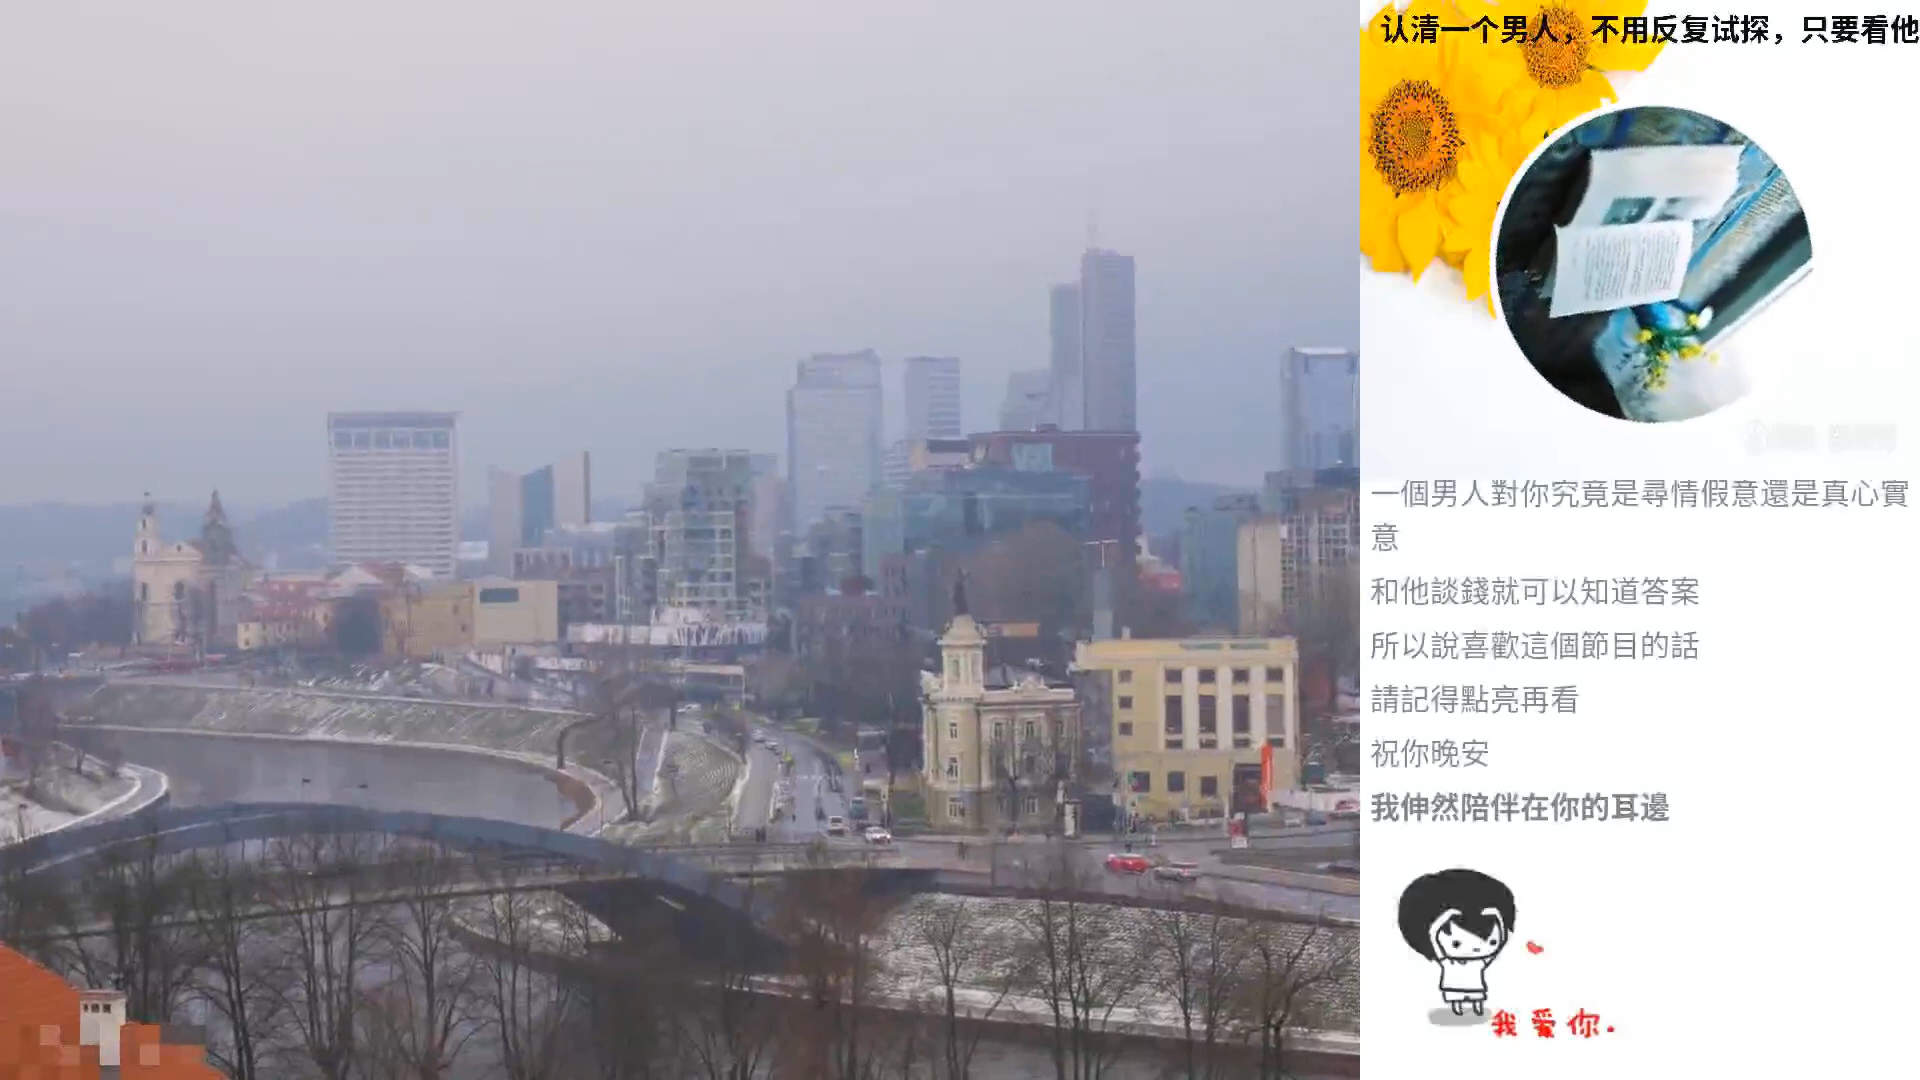 认清一个男人，不用反复试探，只要看他
一個男人對你究竟是尋情假意還是真心實
意
和他談錢就可以知道答案
所以說喜歡這個節目的話
請記得點亮再看
祝你晚安
我伷然陪伴在你的耳邊
我爱你.